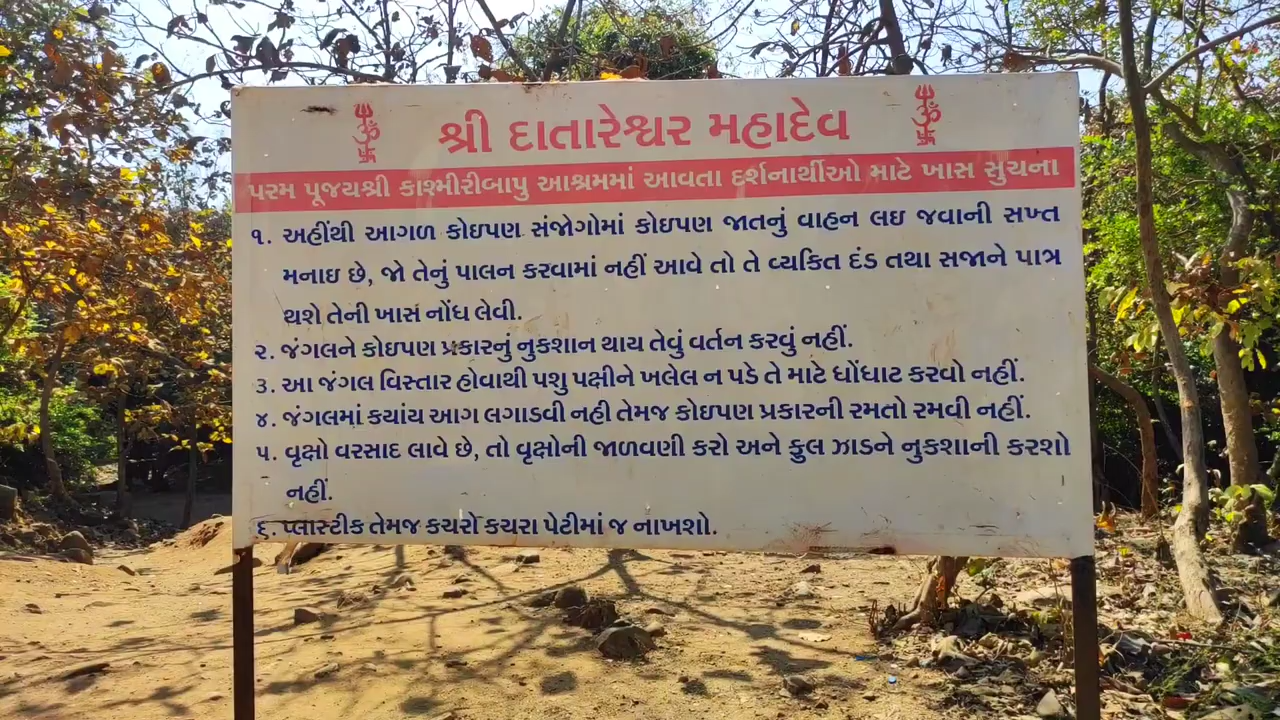 શ્રી દાતારેશ્વર મહાદેવ
પરમ પૂજયશ્રી કાશ્મીરીબાપુ આશ્રમમાં આવતા દર્શનાર્થીઓ માટે ખાસ સુચના
૧. અહીંથી આગળ કોઇપણ સંજોગોમાં કોઇપણ જાતનું વાહન લઇ જવાની સખ્ત
મનાઇ છે, જો તેનું પાલન કરવામાં નહીં આવે તો તે વ્યકિત દંડ તથા સજાને પાત્ર
થશે તેની ખાસ નોંધ લેવી.
૨. જંગલને કોઇપણ પ્રકારનું નુકશાન થાય તેવું વર્તન કરવું નહીં.
૩. આ જંગલ વિસ્તાર હોવાથી પશુ પક્ષીને ખલેલ ન પડે તે માટે ધોંધાટ કરવો નહીં.
૪. જંગલમાં કયાંય આગ લગાડવી નહી તેમજ કોઇપણ પ્રકારની રમતો રમવી નહીં.
૫. વૃક્ષો વરસાદ લાવે છે, તો વૃક્ષોની જાળવણી કરો અને ફુલ ઝાડને નુકશાની કરશો
નહીં.
૬. પ્લાસ્ટીક તેમજ કચરો કચરા પેટીમાં જ નાખશો.